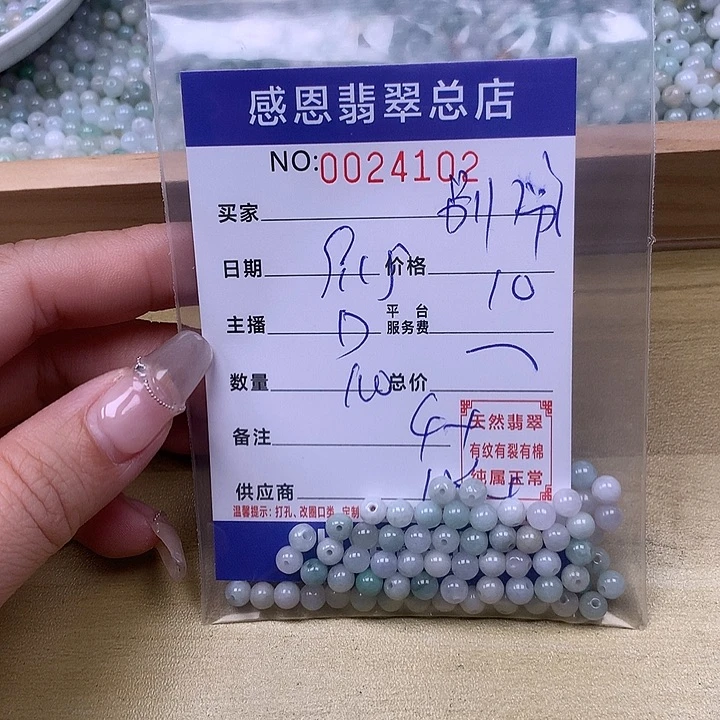 感恩翡翠总店
NO:0024102
买家
日期 价格 10
主播 D 平台服务费
数量 100 总价
备注
天然翡翠
有纹有裂有棉
纯属正常
供应商
温馨提示：打孔、改圈口类、定制